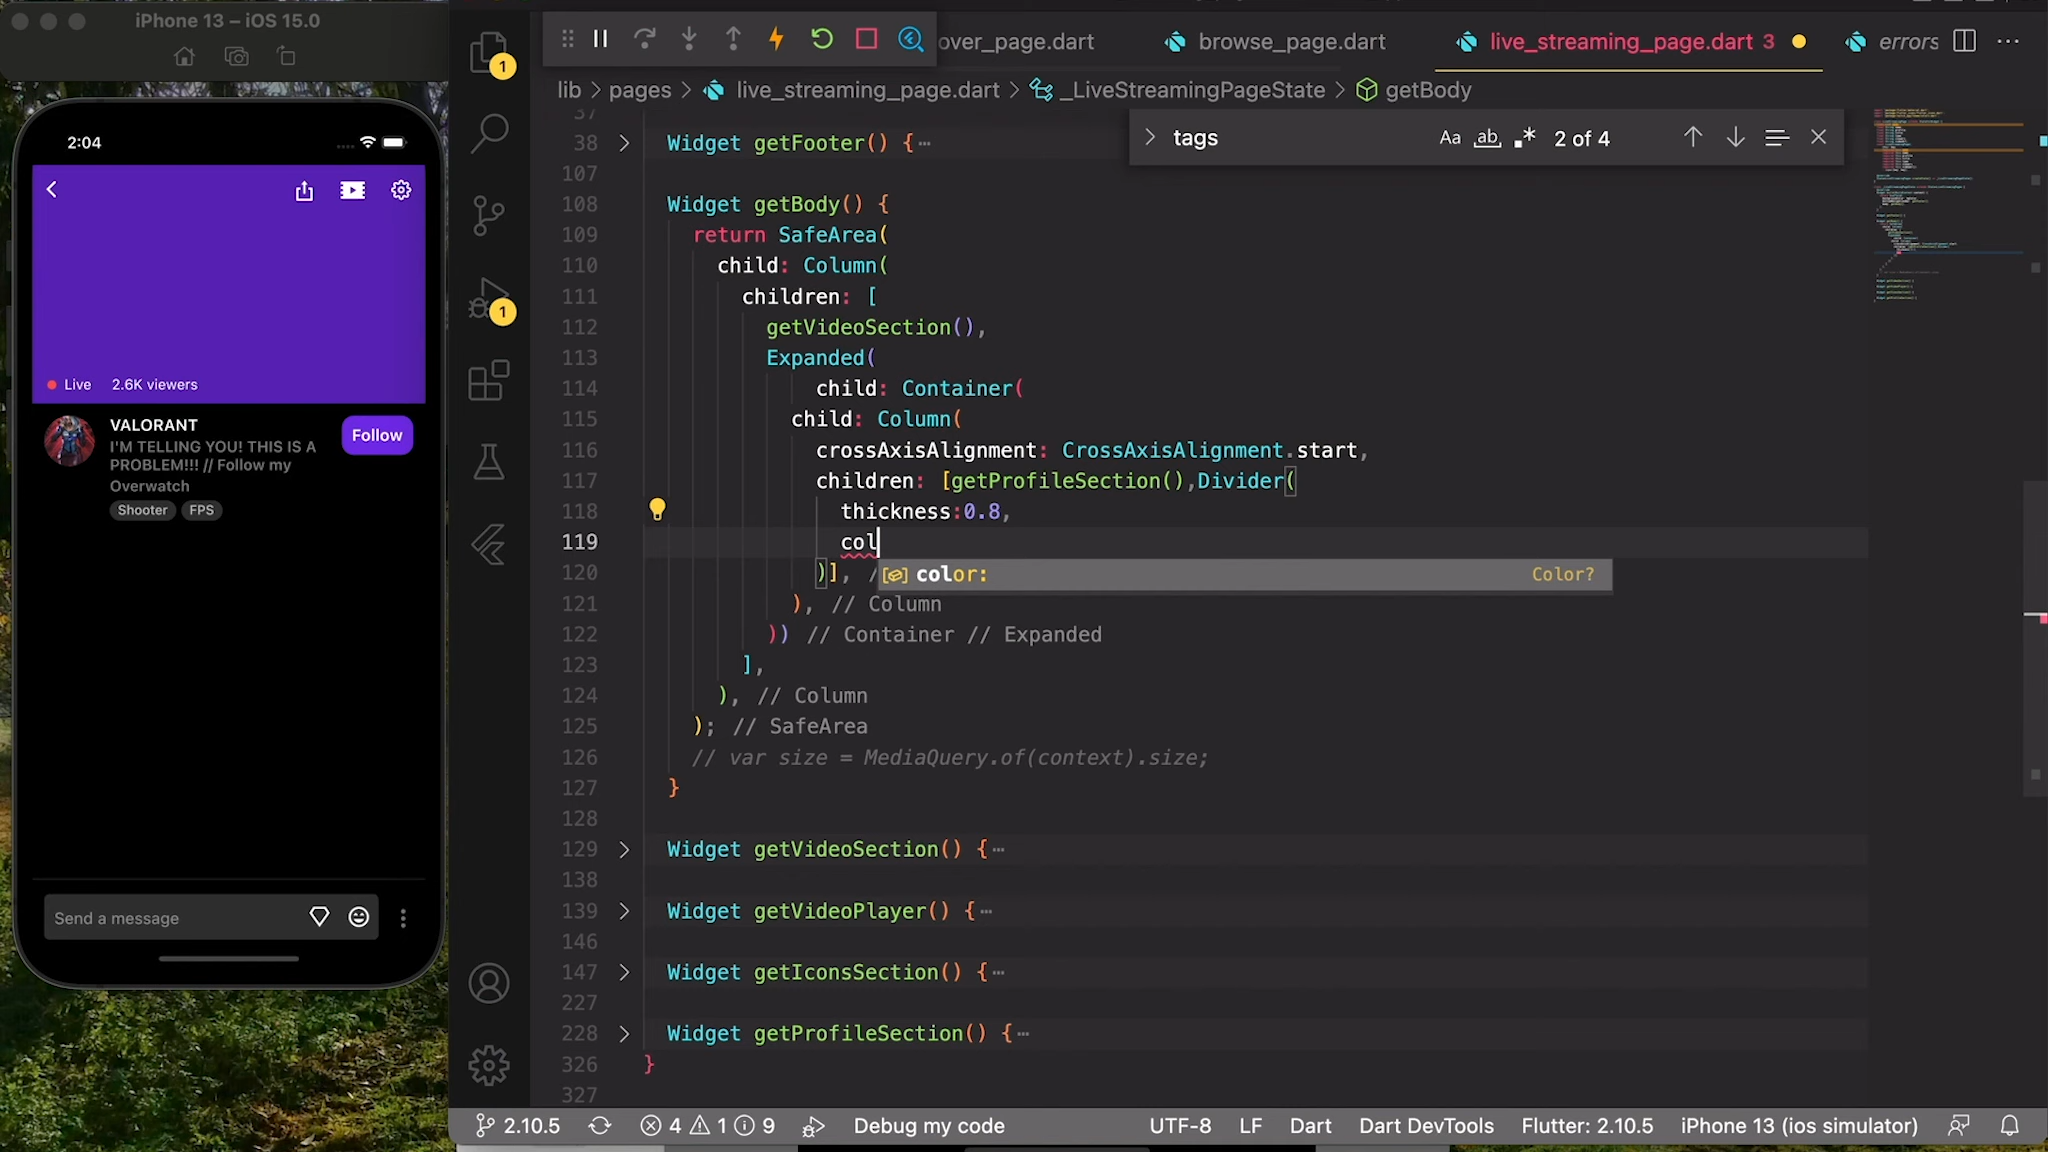 iPhone 13 – iOS 15.0
2:04
Live 2.6K viewers
VALORANT
Follow
I'M TELLING YOU! THIS IS A
PROBLEM!!! // Follow my
Overwatch
Shooter FPS
Send a message
1
1
over_page.dart browse_page.dart live_streaming_page.dart 3 errors
lib > pages > live_streaming_page.dart > _LiveStreamingPageState > getBody
tags Aa ab 2 of 4
37
38 Widget getFooter() {⋯
107
108 Widget getBody() {
109 return SafeArea(
110 child: Column(
111 children: [
112 getVideoSection(),
113 Expanded(
114 child: Container(
115 child: Column(
116 crossAxisAlignment: CrossAxisAlignment.start,
117 children: [getProfileSection(),Divider(
118 thickness:0.8,
119 col
color: Color?
120 )], /
121 ), // Column
122 )) // Container // Expanded
123 ],
124 ), // Column
125 ); // SafeArea
126 // var size = MediaQuery.of(context).size;
127 }
128
129 Widget getVideoSection() {⋯
138
139 Widget getVideoPlayer() {⋯
146
147 Widget getIconsSection() {⋯
227
228 Widget getProfileSection() {⋯
326 }
327
2.10.5 4 1 9 Debug my code UTF-8 LF Dart Dart DevTools Flutter: 2.10.5 iPhone 13 (ios simulator)